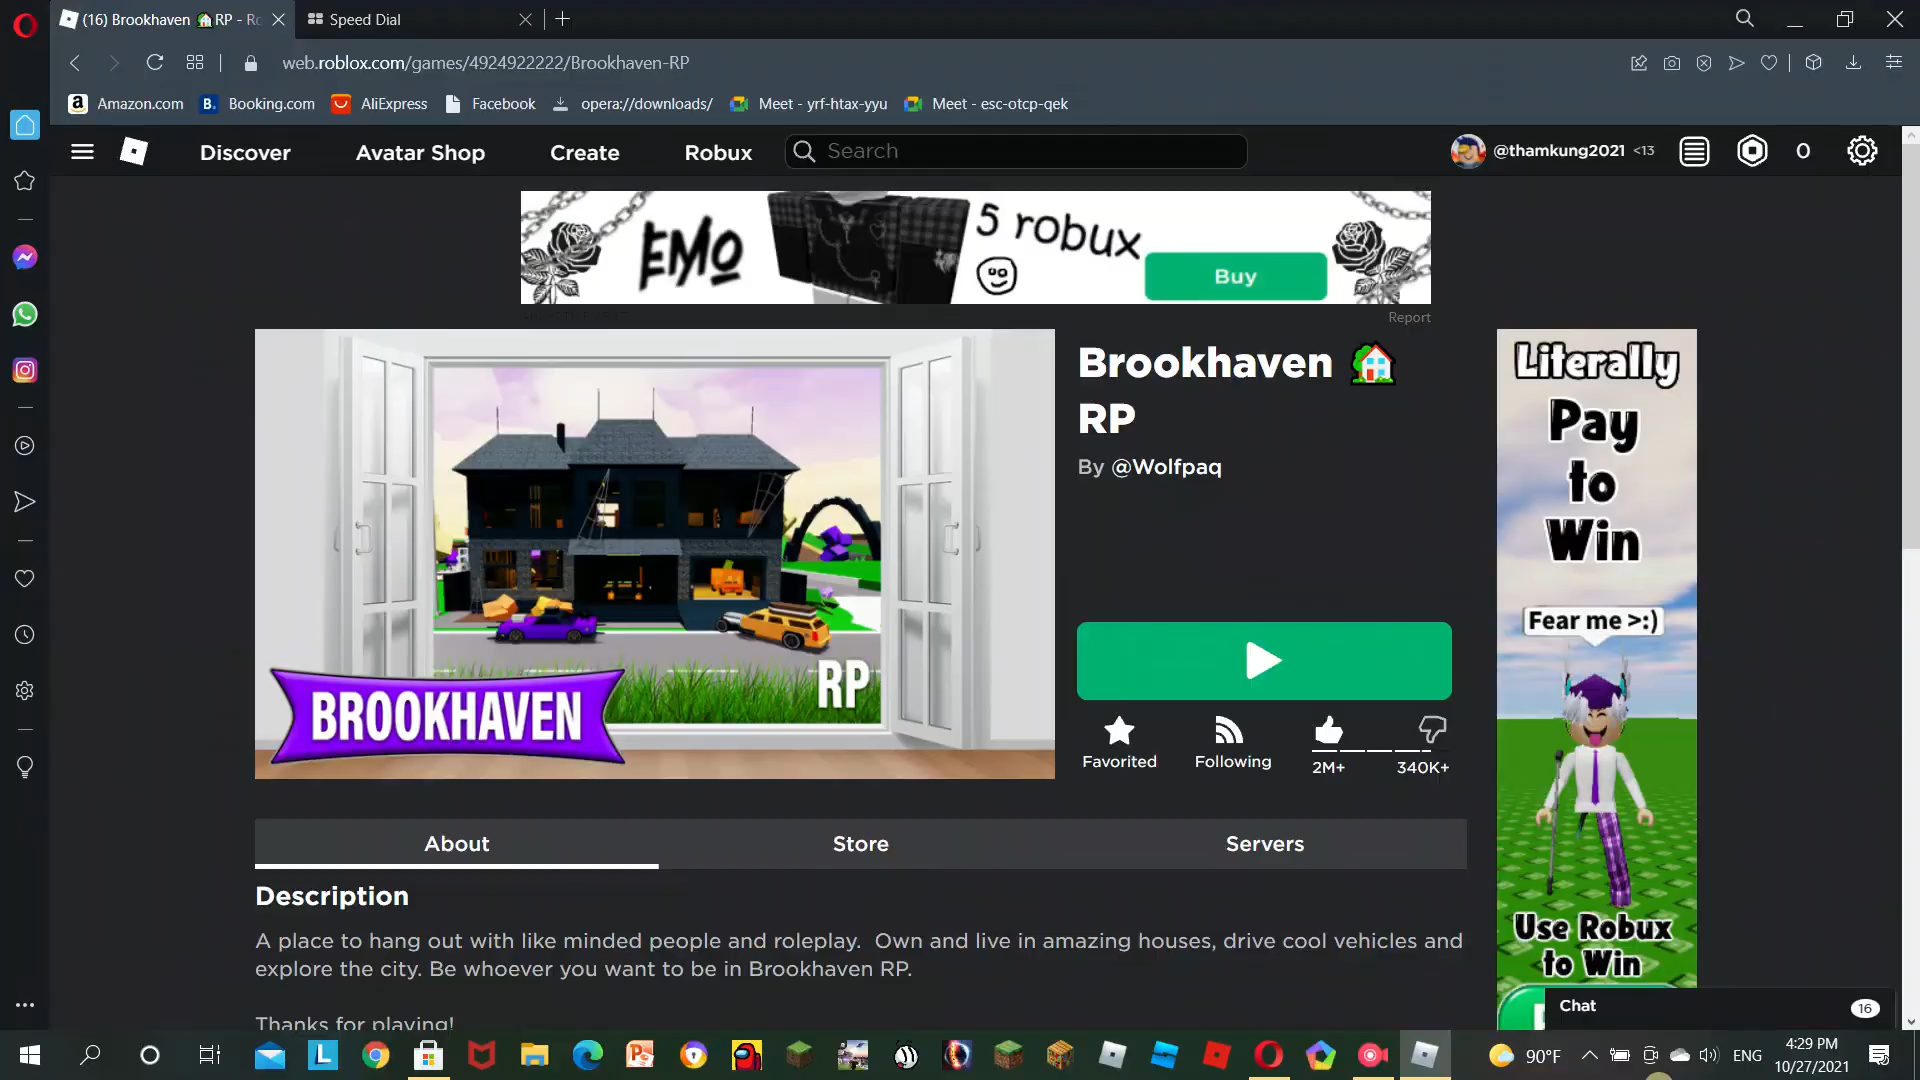 (16) Brookhaven 🏠RP - Ro
Speed Dial
web.roblox.com/games/4924922222/Brookhaven-RP
Amazon.com
Booking.com
AliExpress
Facebook
opera://downloads/
Meet - yrf-htax-yyu
Meet - esc-otcp-qek
Discover
Avatar Shop
Create
Robux
Search
@thamkung2021 <13
0
EMO
5 robux
Buy
Report
BROOKHAVEN
RP
Brookhaven 🏠
RP
By @Wolfpaq
Favorited
Following
2M+
340K+
Literally
Pay
to
Win
Fear me >:)
Use Robux
to Win
About
Store
Servers
Description
A place to hang out with like minded people and roleplay.  Own and live in amazing houses, drive cool vehicles and
explore the city. Be whoever you want to be in Brookhaven RP.
Thanks for playing!
Chat
16
90°F
ENG
4:29 PM
10/27/2021